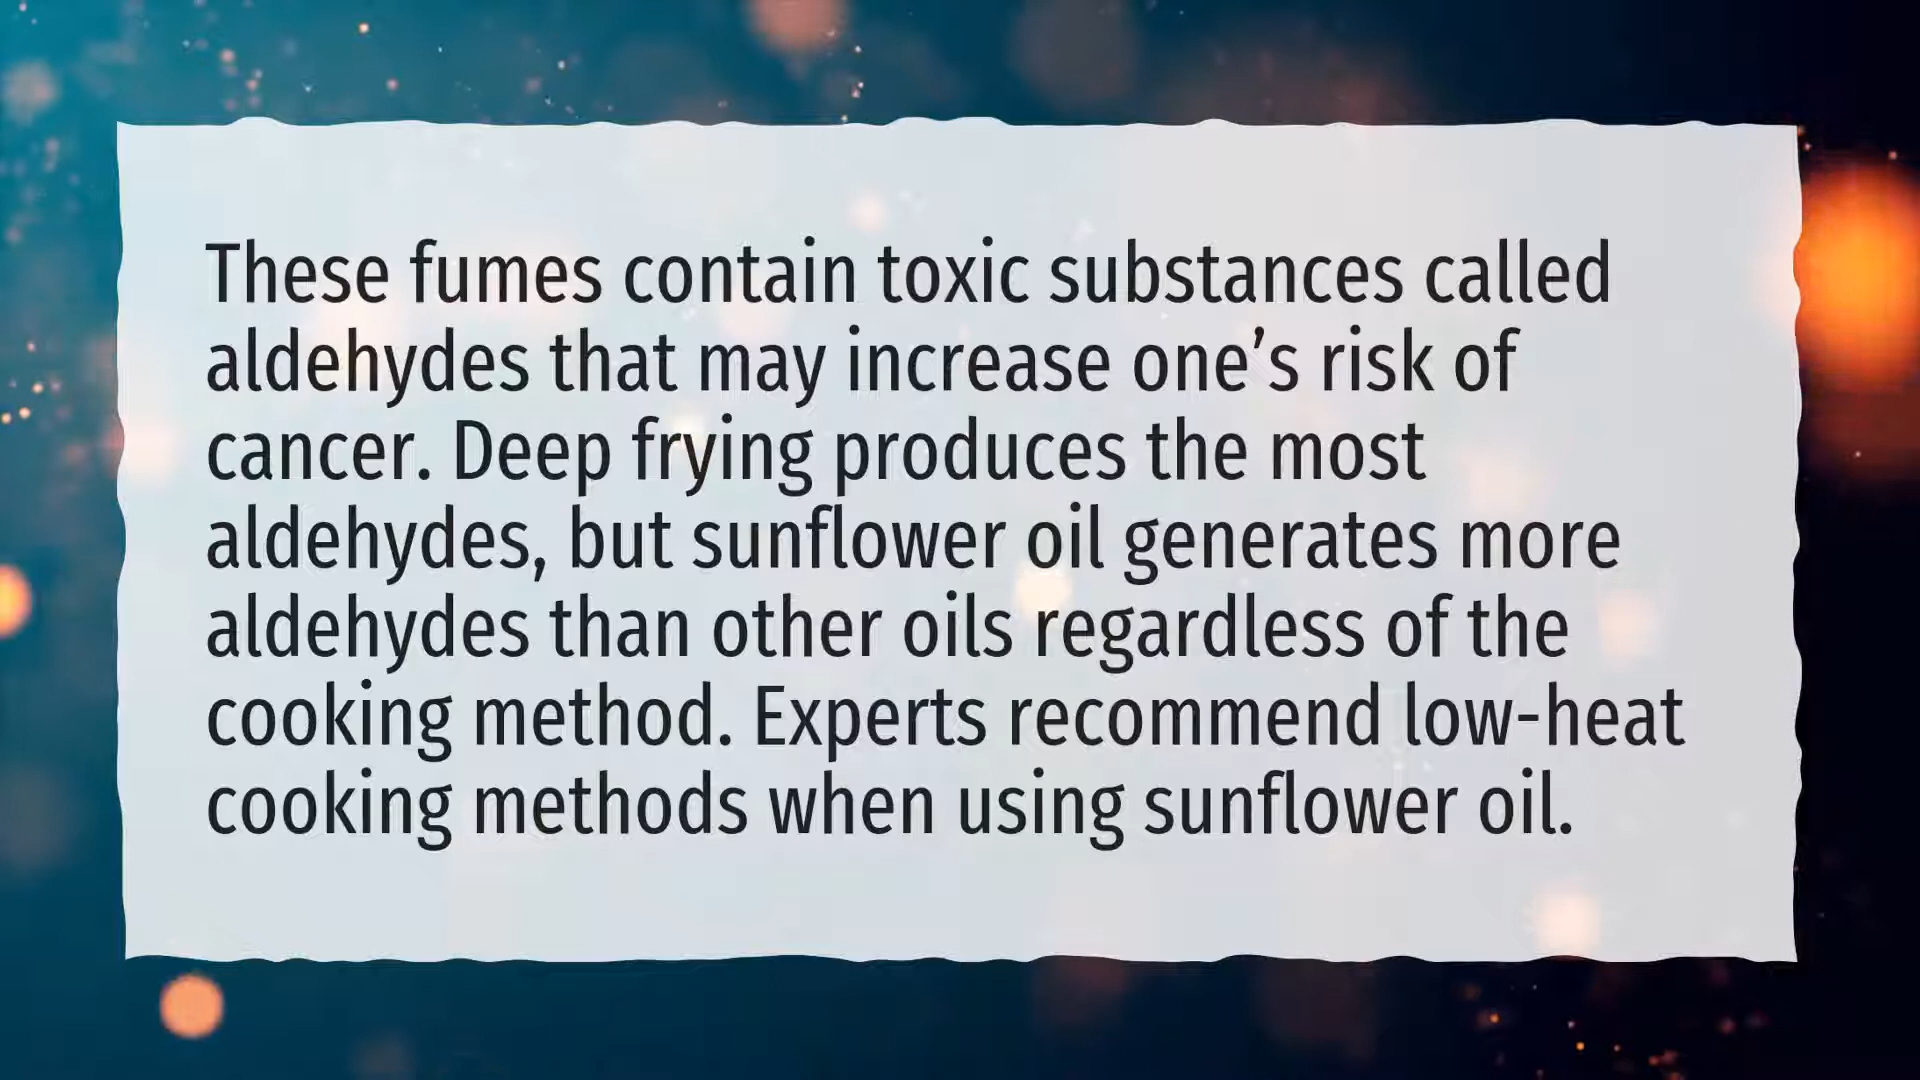 These fumes contain toxic substances called
aldehydes that may increase one’s risk of
cancer. Deep frying produces the most
aldehydes, but sunflower oil generates more
aldehydes than other oils regardless of the
cooking method. Experts recommend low-heat
cooking methods when using sunflower oil.